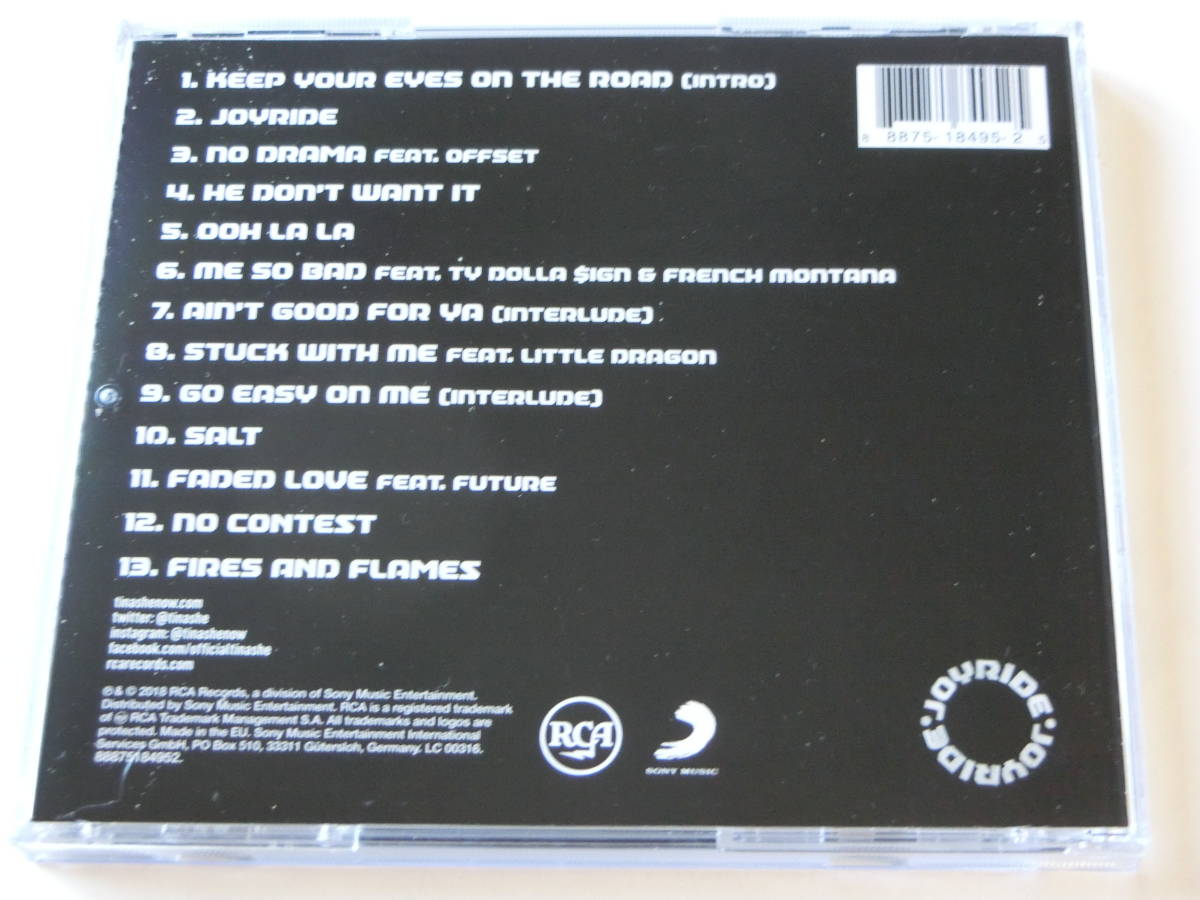 1. KEEP YOUR EYES ON THE ROAD (INTRO)
2. JOYRIDE
3. NO DRAMA FEAT. OFFSET
4. HE DON'T WANT IT
5. OOH LA LA
6. ME SO BAD FEAT. TY DOLLA $IGN & FRENCH MONTANA
7. AIN'T GOOD FOR YA (INTERLUDE)
8. STUCK WITH ME FEAT. LITTLE DRAGON
9. GO EASY ON ME (INTERLUDE)
10. SALT
11. FADED LOVE FEAT. FUTURE
12. NO CONTEST
13. FIRES AND FLAMES
8 8875-18495-2 5
tinashenow.com
twitter: @tinashe
instagram: @tinashenow
facebook.com/officialtinashe
rcarecords.com
℗ & © 2018 RCA Records, a division of Sony Music Entertainment.
Distributed by Sony Music Entertainment. RCA is a registered trademark
of RCA RCA Trademark Management S.A. All trademarks and logos are
protected. Made in the EU. Sony Music Entertainment International
Services GmbH, PO Box 510, 33311 Gütersloh, Germany. LC 00316.
88875184952.
RCA
SONY MUSIC
JOYRIDE·JOYRIDE·